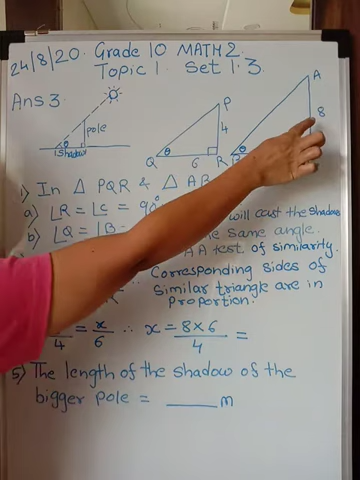 24/8/20. Grade 10 MATH 2
Topic 1. Set 1.3
Ans 3.
pole
shadow
P
4
Q
6
R
A
8
B
1) In △ PQR & △ AB
a) ∠R = ∠C = 90°
will cast the shadow
b) ∠Q = ∠B
same angle.
AA test of similarity.
Corresponding sides of
similar triangle are in
proportion.
/4 = x/6 ∴ x = 8 × 6 / 4 =
5) The length of the shadow of the
bigger pole = ____ m